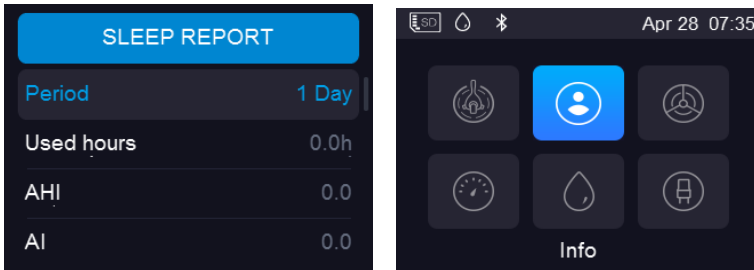 SLEEP REPORT
Period 1 Day
Used hours 0.0h
AHI 0.0
AI 0.0
SD Apr 28 07:35
Info